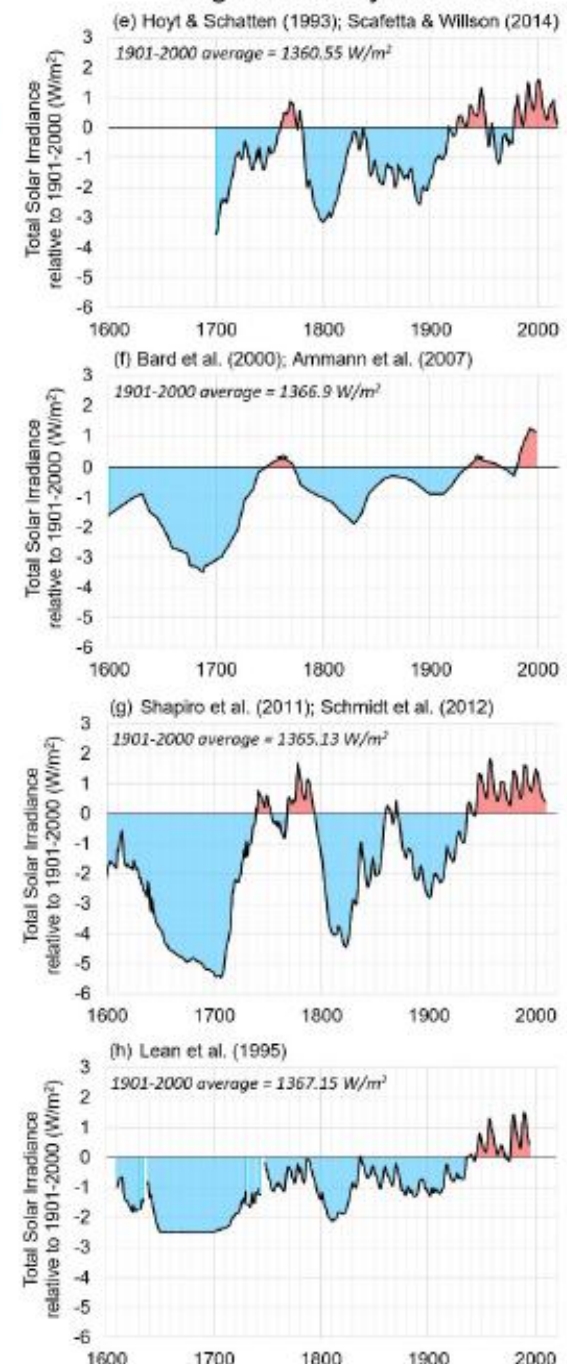 (e) Hoyt & Schatten (1993); Scafetta & Willson (2014)
1901-2000 average = 1360.55 W/m²
Total Solar Irradiance
relative to 1901-2000 (W/m²)
3
2
1
0
-1
-2
-3
-4
-5
-6
1600 1700 1800 1900 2000
(f) Bard et al. (2000); Ammann et al. (2007)
1901-2000 average = 1366.9 W/m²
Total Solar Irradiance
relative to 1901-2000 (W/m²)
3
2
1
0
-1
-2
-3
-4
-5
-6
1600 1700 1800 1900 2000
(g) Shapiro et al. (2011); Schmidt et al. (2012)
1901-2000 average = 1365.13 W/m²
Total Solar Irradiance
relative to 1901-2000 (W/m²)
3
2
1
0
-1
-2
-3
-4
-5
-6
1600 1700 1800 1900 2000
(h) Lean et al. (1995)
1901-2000 average = 1367.15 W/m²
Total Solar Irradiance
relative to 1901-2000 (W/m²)
3
2
1
0
-1
-2
-3
-4
-5
-6
1600 1700 1800 1900 2000